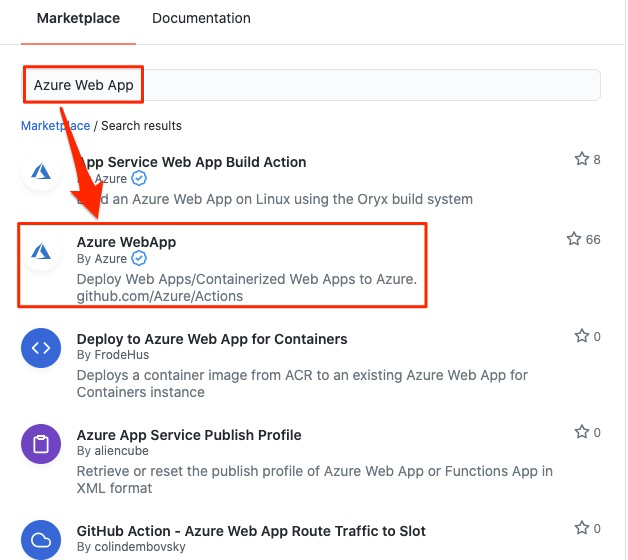 Marketplace Documentation
Azure Web App
Marketplace / Search results
App Service Web App Build Action
8
By Azure
an Azure Web App on Linux using the Oryx build system
Azure WebApp
66
By Azure
Deploy Web Apps/Containerized Web Apps to Azure.
github.com/Azure/Actions
Deploy to Azure Web App for Containers
0
By FrodeHus
Deploys a container image from ACR to an existing Azure Web App for
Containers instance
Azure App Service Publish Profile
0
By aliencube
Retrieve or reset the publish profile of Azure Web App or Functions App in
XML format
GitHub Action - Azure Web App Route Traffic to Slot
0
By colindembovsky